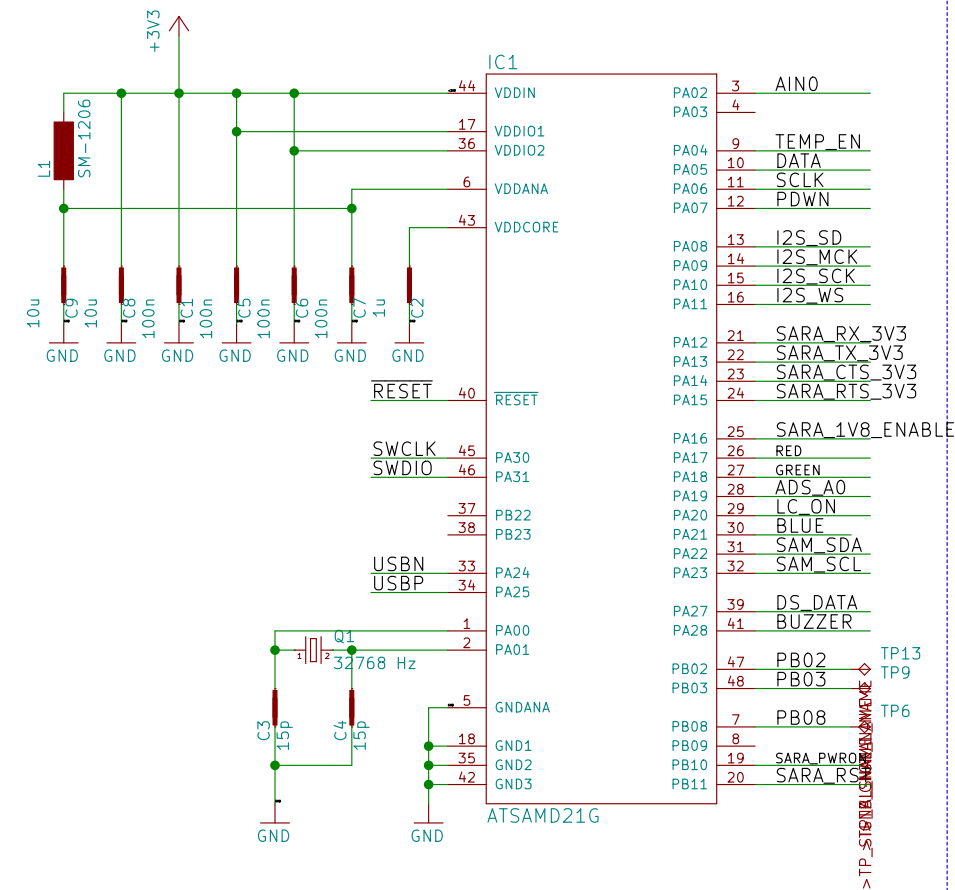 +3V3
IC1
44 VDDIN PA02 3 AIN0
PA03 4
17 VDDIO1
36 VDDIO2 PA04 9 TEMP_EN
PA05 10 DATA
6 VDDANA PA06 11 SCLK
PA07 12 PDWN
L1 SM-1206
43 VDDCORE
PA08 13 I2S_SD
PA09 14 I2S_MCK
PA10 15 I2S_SCK
PA11 16 I2S_WS
10u C9 10u C8 100n C1 100n C5 100n C6 100n C7 1u C2
GND GND GND GND GND GND GND
PA12 21 SARA_RX_3V3
PA13 22 SARA_TX_3V3
PA14 23 SARA_CTS_3V3
RESET 40 RESET PA15 24 SARA_RTS_3V3
PA16 25 SARA_1V8_ENABLE
SWCLK 45 PA30 PA17 26 RED
SWDIO 46 PA31 PA18 27 GREEN
PA19 28 ADS_A0
37 PB22 PA20 29 LC_ON
38 PB23 PA21 30 BLUE
PA22 31 SAM_SDA
USBN 33 PA24 PA23 32 SAM_SCL
USBP 34 PA25
PA27 39 DS_DATA
1 PA00 PA28 41 BUZZER
Q1
1 2
2 PA01
32768 Hz
PB02 47 PB02 TP13
PB03 48 PB03 TP9
5 GNDANA
C3 15p C4 15p
PB08 7 PB08 TP6
18 GND1 PB09 8
35 GND2 PB10 19
42 GND3 PB11 20
GND GND
ATSAMD21G